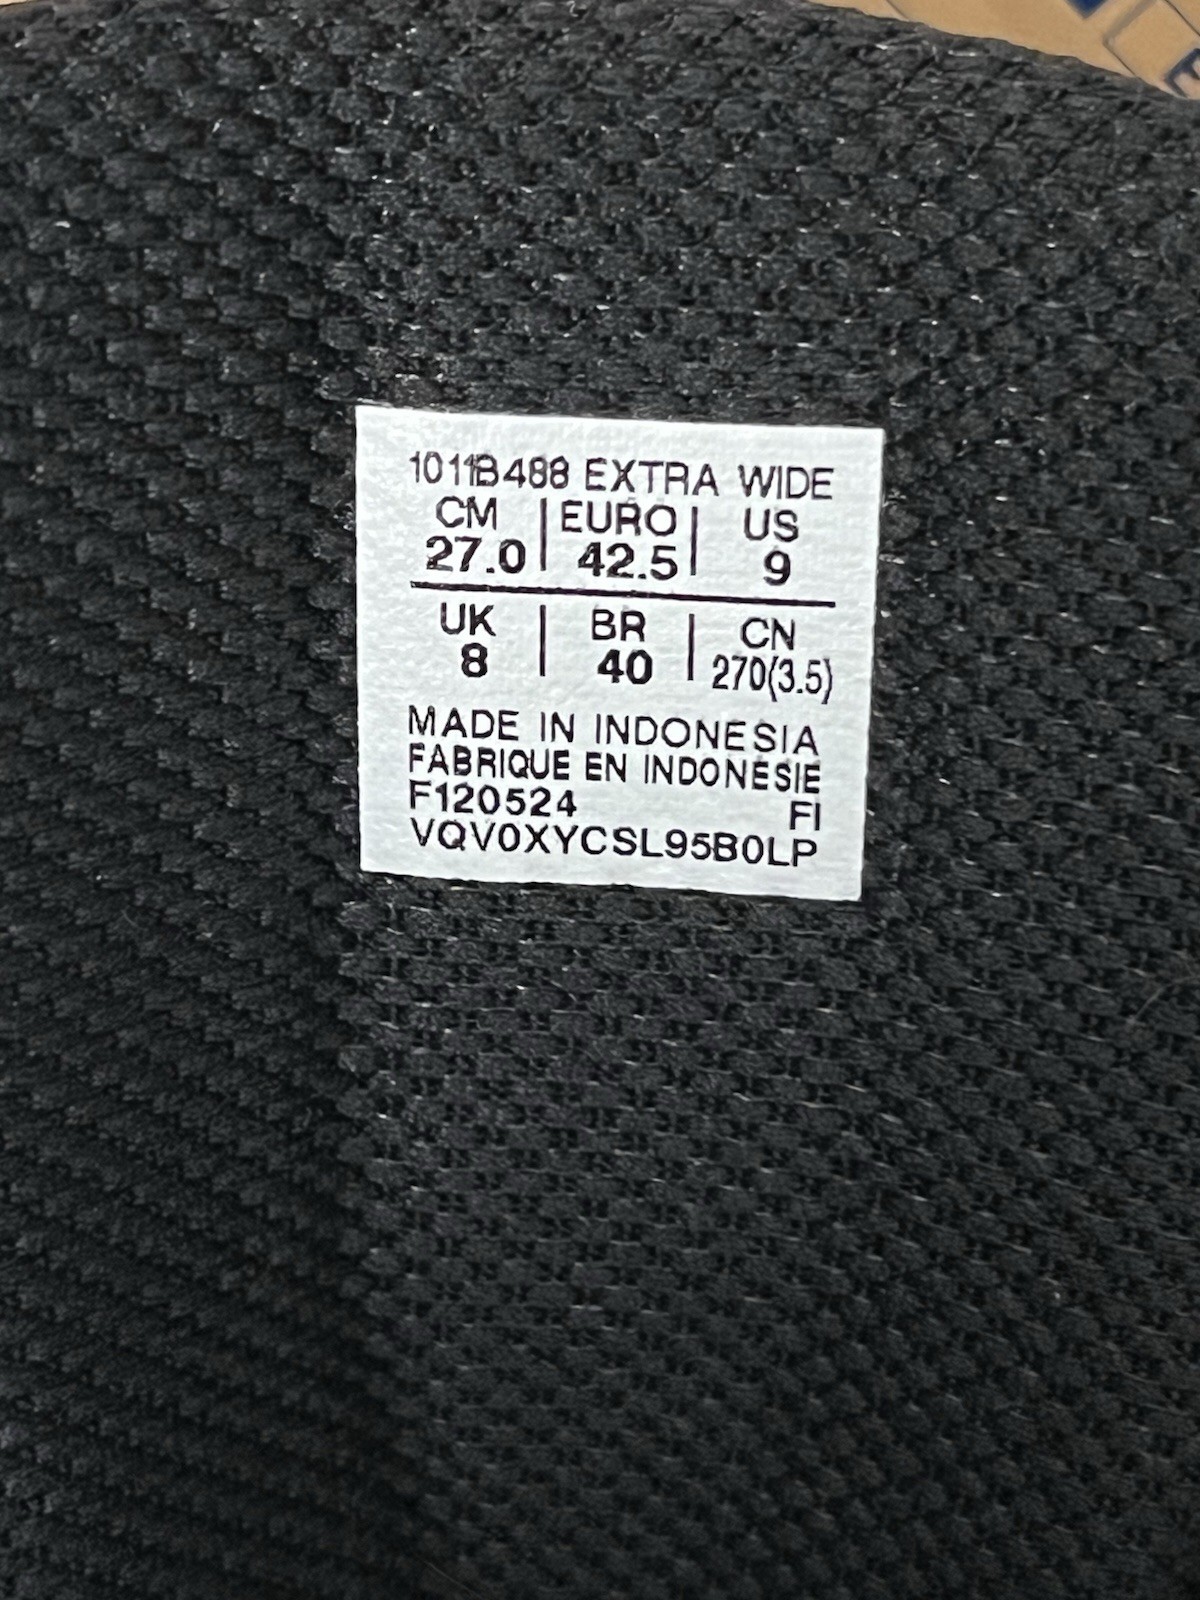 1011B488 EXTRA WIDE
CM | EURO | US
27.0 | 42.5 | 9
UK | BR | CN
8 | 40 | 270(3.5)
MADE IN INDONESIA
FABRIQUE EN INDONESIE
F120524 FI
VQV0XYCSL95B0LP